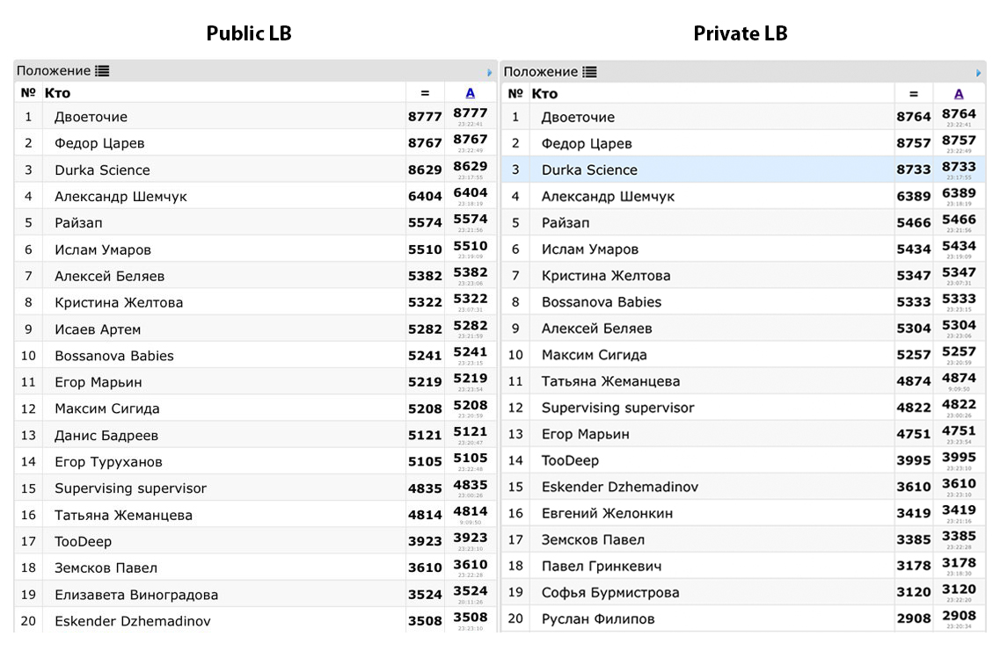 Public LB
Положение
№ Кто = A
1 Двоеточие 8777 8777
23:22:41
2 Федор Царев 8767 8767
23:22:49
3 Durka Science 8629 8629
23:17:55
4 Александр Шемчук 6404 6404
23:18:19
5 Райзап 5574 5574
23:21:56
6 Ислам Умаров 5510 5510
23:19:09
7 Алексей Беляев 5382 5382
23:23:06
8 Кристина Желтова 5322 5322
23:07:31
9 Исаев Артем 5282 5282
23:21:59
10 Bossanova Babies 5241 5241
23:23:15
11 Егор Марьин 5219 5219
23:23:54
12 Максим Сигида 5208 5208
23:20:59
13 Данис Бадреев 5121 5121
23:20:47
14 Егор Туруханов 5105 5105
23:22:48
15 Supervising supervisor 4835 4835
23:00:26
16 Татьяна Жеманцева 4814 4814
9:09:50
17 TooDeep 3923 3923
23:23:10
18 Земсков Павел 3610 3610
23:22:28
19 Елизавета Виноградова 3524 3524
20:11:26
20 Eskender Dzhemadinov 3508 3508
23:23:10
Private LB
Положение
№ Кто = A
1 Двоеточие 8764 8764
23:22:41
2 Федор Царев 8757 8757
23:22:49
3 Durka Science 8733 8733
23:17:55
4 Александр Шемчук 6389 6389
23:18:19
5 Райзап 5466 5466
23:21:56
6 Ислам Умаров 5434 5434
23:19:09
7 Кристина Желтова 5347 5347
23:07:31
8 Bossanova Babies 5333 5333
23:23:15
9 Алексей Беляев 5304 5304
23:23:06
10 Максим Сигида 5257 5257
23:20:59
11 Татьяна Жеманцева 4874 4874
9:09:50
12 Supervising supervisor 4822 4822
23:00:26
13 Егор Марьин 4751 4751
23:23:54
14 TooDeep 3995 3995
23:23:10
15 Eskender Dzhemadinov 3610 3610
23:23:10
16 Евгений Желонкин 3419 3419
23:21:16
17 Земсков Павел 3385 3385
23:22:28
18 Павел Гринкевич 3178 3178
23:18:30
19 Софья Бурмистрова 3120 3120
23:22:20
20 Руслан Филипов 2908 2908
23:20:34